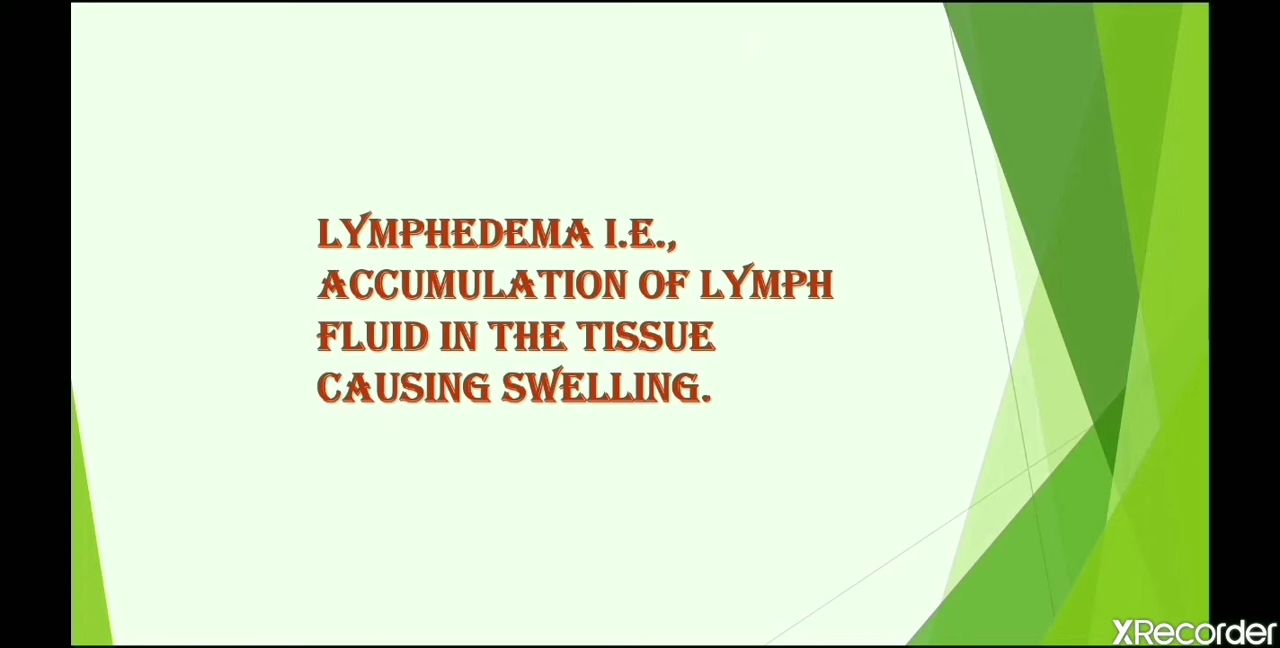 LYMPHEDEMA I.E.,
ACCUMULATION OF LYMPH
FLUID IN THE TISSUE
CAUSING SWELLING.
XRecorder